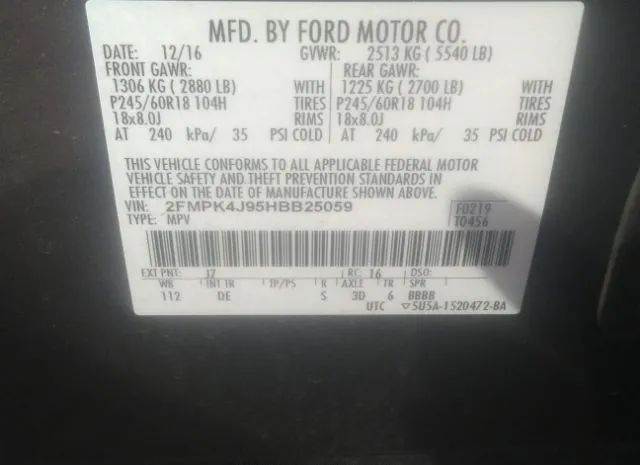 MFD. BY FORD MOTOR CO.
DATE: 12/16 GVWR: 2513 KG ( 5540 LB)
FRONT GAWR: REAR GAWR:
1306 KG ( 2880 LB) WITH 1225 KG ( 2700 LB) WITH
P245/60R18 104H TIRES P245/60R18 104H TIRES
18x8.0J RIMS 18x8.0J RIMS
AT 240 kPa/ 35 PSI COLD AT 240 kPa/ 35 PSI COLD
THIS VEHICLE CONFORMS TO ALL APPLICABLE FEDERAL MOTOR
VEHICLE SAFETY AND THEFT PREVENTION STANDARDS IN
EFFECT ON THE DATE OF MANUFACTURE SHOWN ABOVE.
VIN: 2FMPK4J95HBB25059 F0219
TYPE: MPV T0456
EXT PNT: J7 RC: 16 DSO:
WB INT TR TP/PS R AXLE TR SPR
112 DE S 3D 6 BBBB
UTC ▽5U5A-1520472-BA